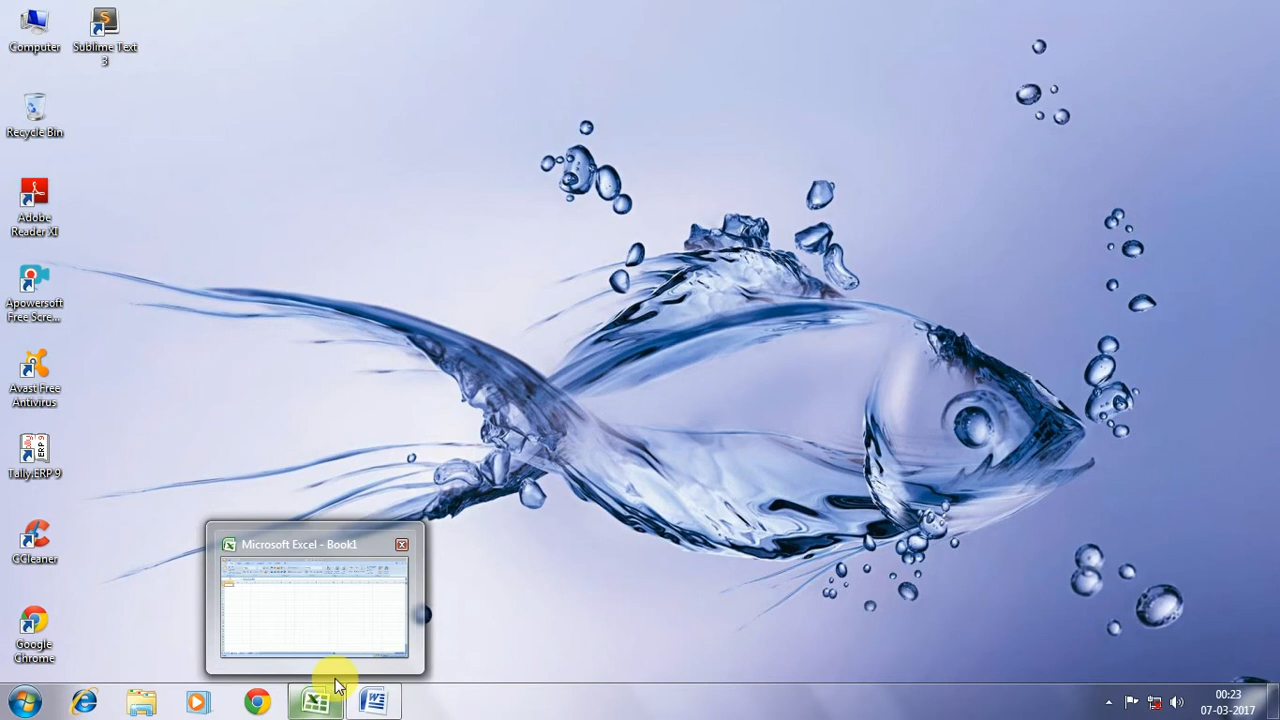 Computer
Sublime Text
3
Recycle Bin
Adobe
Reader XI
Apowersoft
Free Scre...
Avast Free
Antivirus
Tally.ERP 9
CCleaner
Google
Chrome
Microsoft Excel - Book1
00:23
07-03-2017